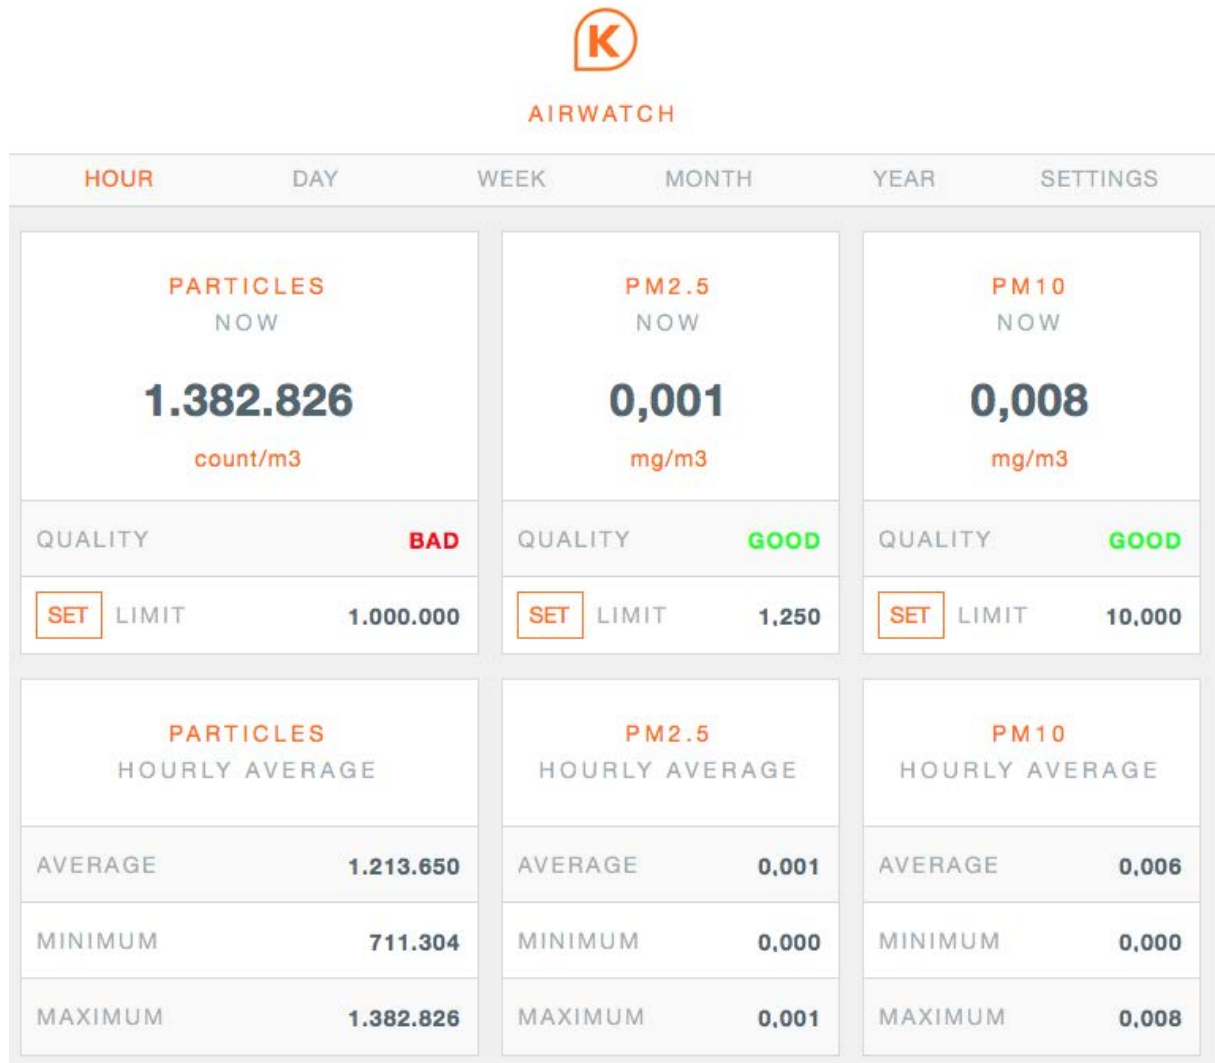 K
AIRWATCH
HOUR DAY WEEK MONTH YEAR SETTINGS
PARTICLES
NOW
1.382.826
count/m3
QUALITY BAD
SET LIMIT 1.000.000
PM2.5
NOW
0,001
mg/m3
QUALITY GOOD
SET LIMIT 1,250
PM10
NOW
0,008
mg/m3
QUALITY GOOD
SET LIMIT 10,000
PARTICLES
HOURLY AVERAGE
AVERAGE 1.213.650
MINIMUM 711.304
MAXIMUM 1.382.826
PM2.5
HOURLY AVERAGE
AVERAGE 0,001
MINIMUM 0,000
MAXIMUM 0,001
PM10
HOURLY AVERAGE
AVERAGE 0,006
MINIMUM 0,000
MAXIMUM 0,008